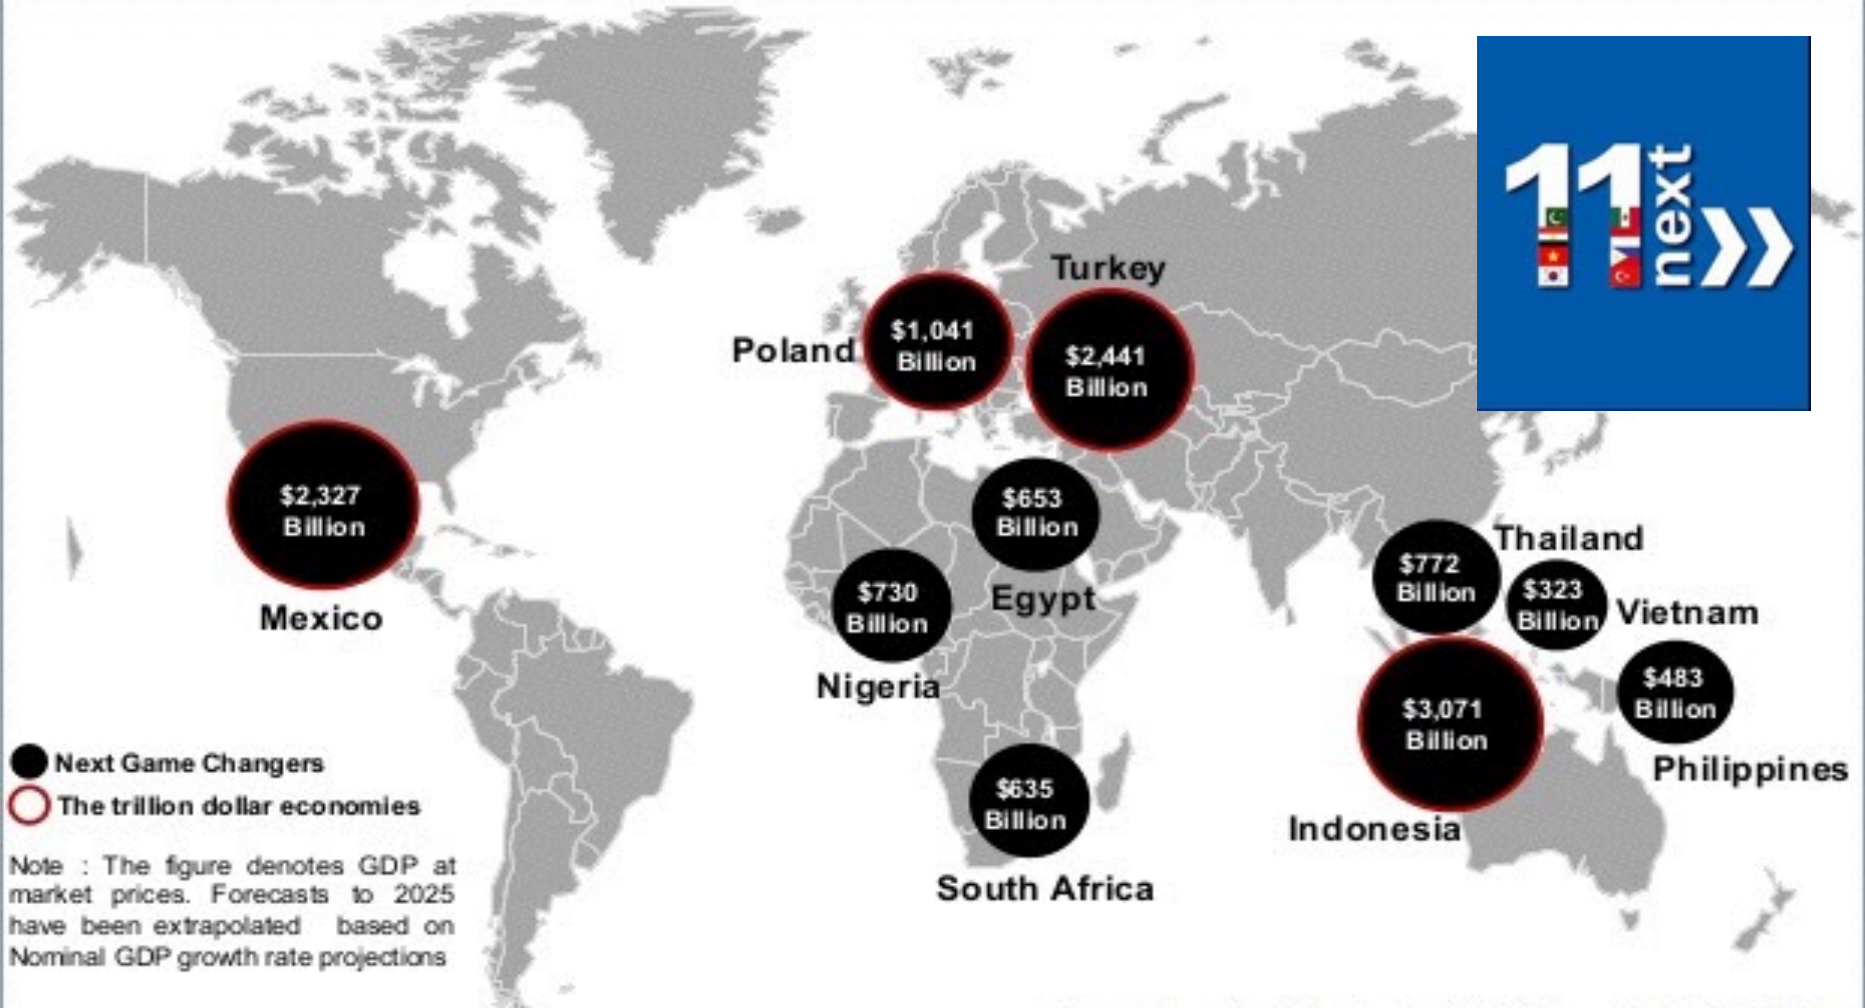 11 next
Turkey
$1,041
Billion
Poland
$2,441
Billion
$2,327
Billion
Mexico
$653
Billion
Egypt
$730
Billion
Nigeria
Thailand
$772
Billion
$323
Billion
Vietnam
$483
Billion
Philippines
$3,071
Billion
Indonesia
$635
Billion
South Africa
Next Game Changers
The trillion dollar economies
Note : The figure denotes GDP at
market prices. Forecasts to 2025
have been extrapolated based on
Nominal GDP growth rate projections